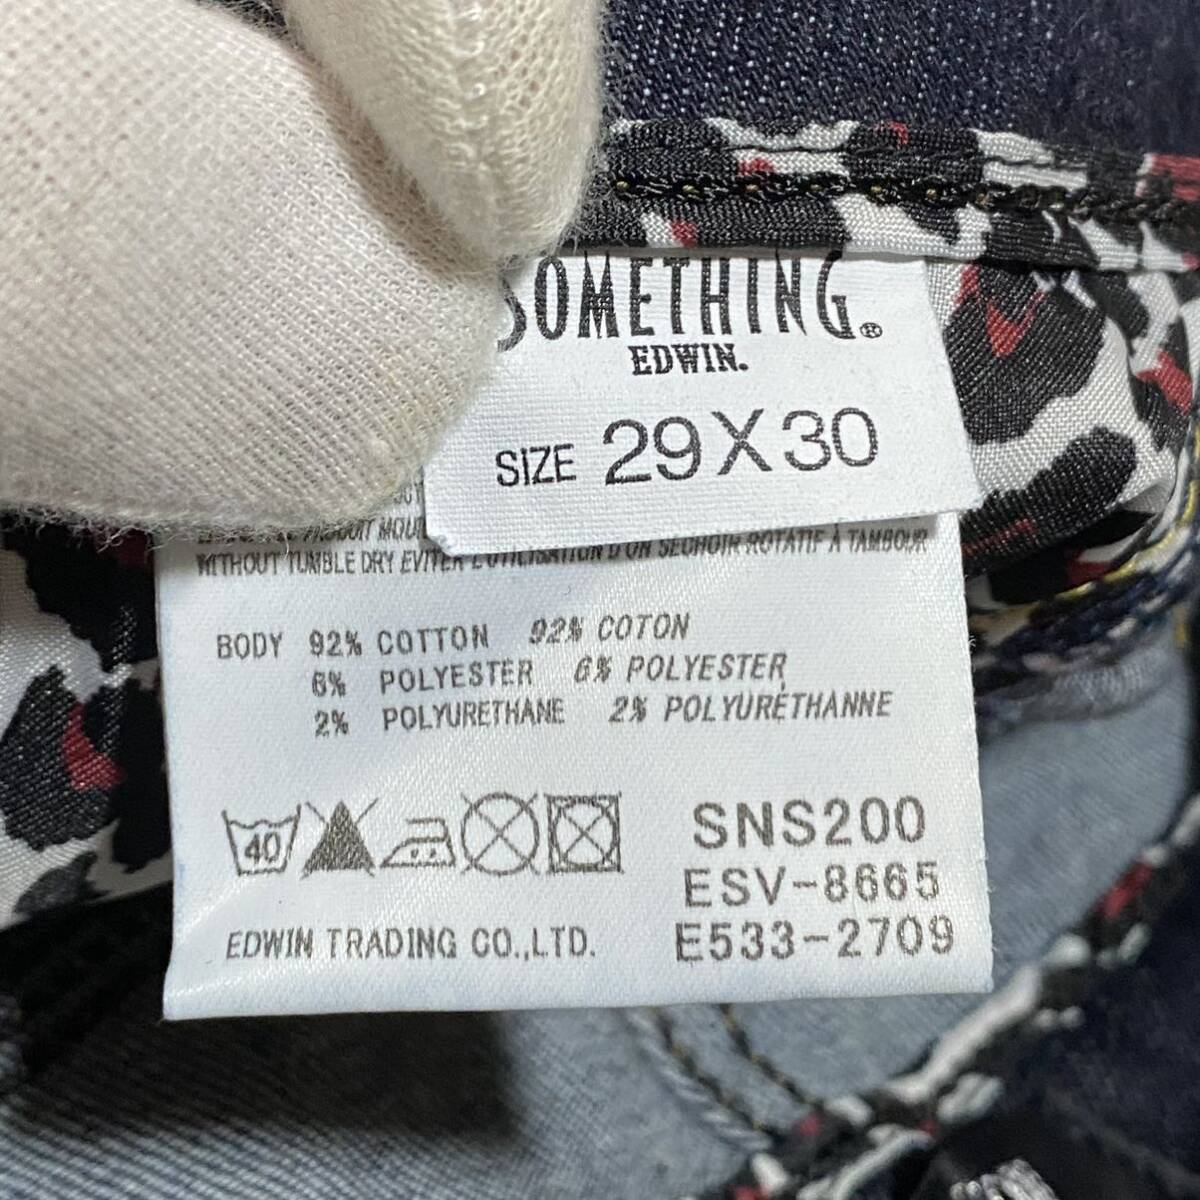 SOMETHING®
EDWIN.
SIZE 29X30
PRODUIT
WITHOUT TUMBLE DRY EVITER L'UTILISATION D'UN SECHOIR ROTATIF À TAMBOUR
BODY 92% COTTON 92% COTON
6% POLYESTER 6% POLYESTER
2% POLYURETHANE 2% POLYURÉTHANNE
40
SNS200
ESV-8665
EDWIN TRADING CO.,LTD. E533-2709